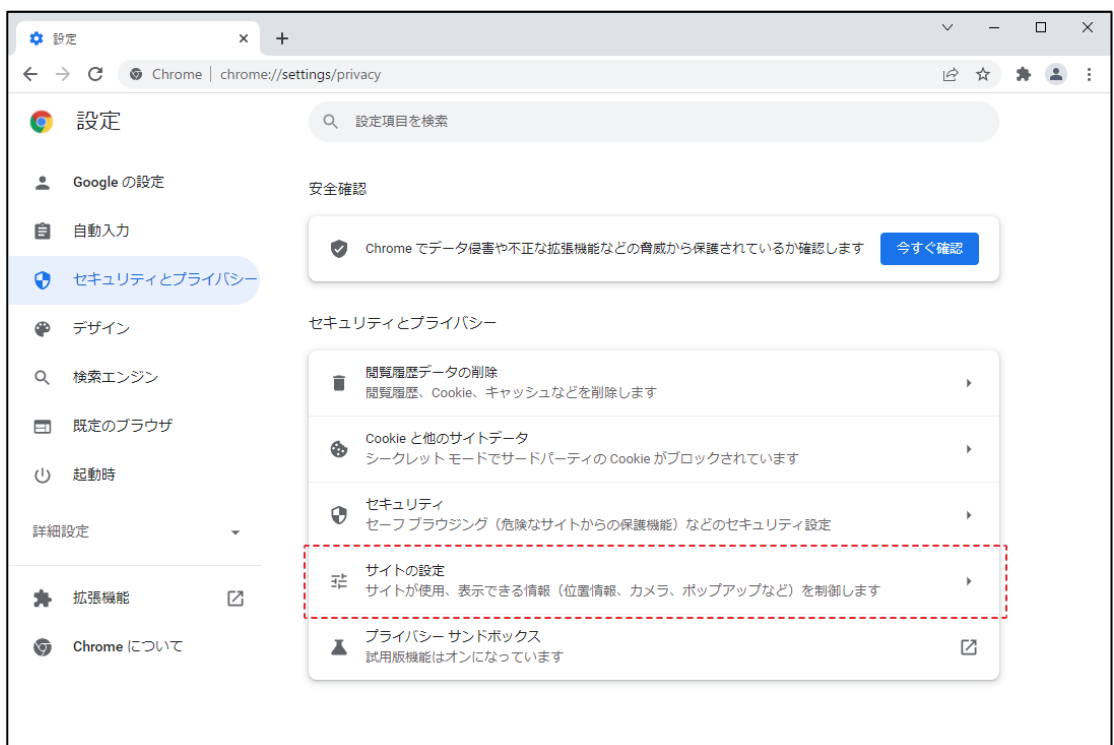 設定
Chrome | chrome://settings/privacy
設定
設定項目を検索
Google の設定
自動入力
セキュリティとプライバシー
デザイン
検索エンジン
既定のブラウザ
起動時
詳細設定
拡張機能
Chrome について
安全確認
Chrome でデータ侵害や不正な拡張機能などの脅威から保護されているか確認します
今すぐ確認
セキュリティとプライバシー
閲覧履歴データの削除
閲覧履歴、Cookie、キャッシュなどを削除します
Cookie と他のサイトデータ
シークレット モードでサードパーティの Cookie がブロックされています
セキュリティ
セーフ ブラウジング（危険なサイトからの保護機能）などのセキュリティ設定
サイトの設定
サイトが使用、表示できる情報（位置情報、カメラ、ポップアップなど）を制御します
プライバシー サンドボックス
試用版機能はオンになっています